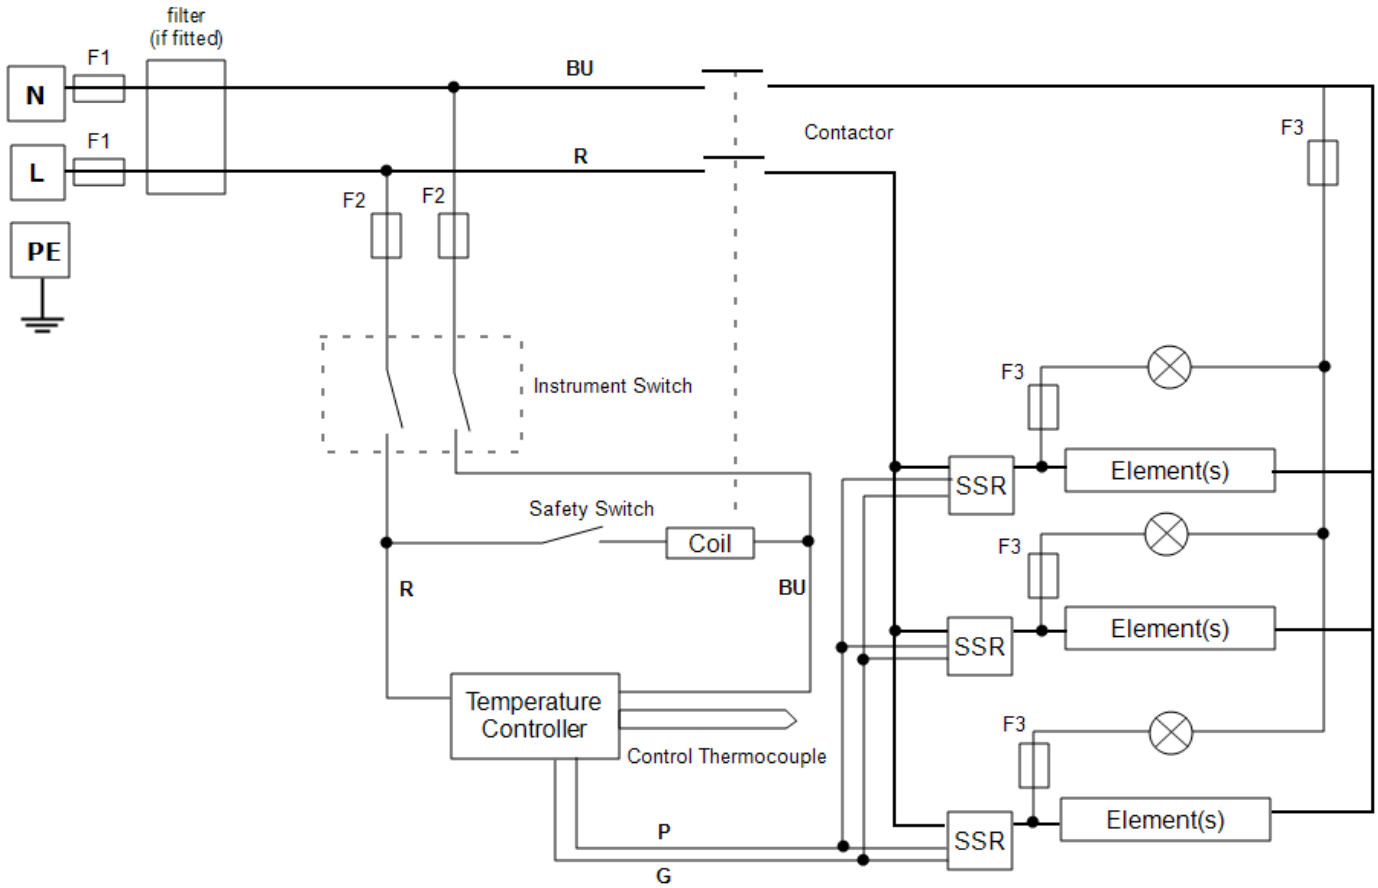 filter
(if fitted)
F1
N
BU
F1
Contactor
F3
L
R
F2
F2
PE
F3
Instrument Switch
Element(s)
SSR
Safety Switch
Coil
F3
R
BU
Element(s)
SSR
Temperature
Controller
F3
Control Thermocouple
Element(s)
P
SSR
G